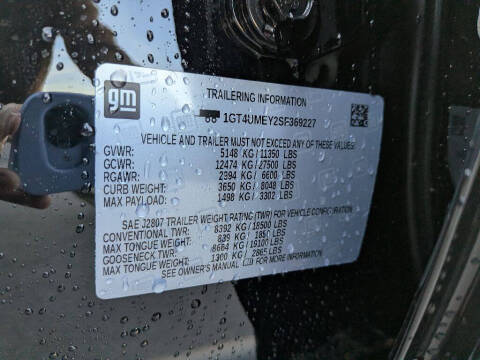 gm
TRAILERING INFORMATION
1GT4UMEY2SF369227
VEHICLE AND TRAILER MUST NOT EXCEED ANY OF THESE VALUES:
GVWR: 5148 KG/11350 LBS
GCWR: 12474 KG/27500 LBS
RGAWR: 2994 KG/ 6600 LBS
CURB WEIGHT: 3650 KG/ 8048 LBS
MAX PAYLOAD: 1498 KG/ 3302 LBS
SAE J2807 TRAILER WEIGHT RATING (TWR) FOR VEHICLE CONFIGURATION
CONVENTIONAL TWR: 8392 KG/18500 LBS
MAX TONGUE WEIGHT: 839 KG/ 1850 LBS
GOOSENECK TWR: 8664 KG/19100 LBS
MAX TONGUE WEIGHT: 1300 KG/ 2865 LBS
SEE OWNER'S MANUAL FOR MORE INFORMATION